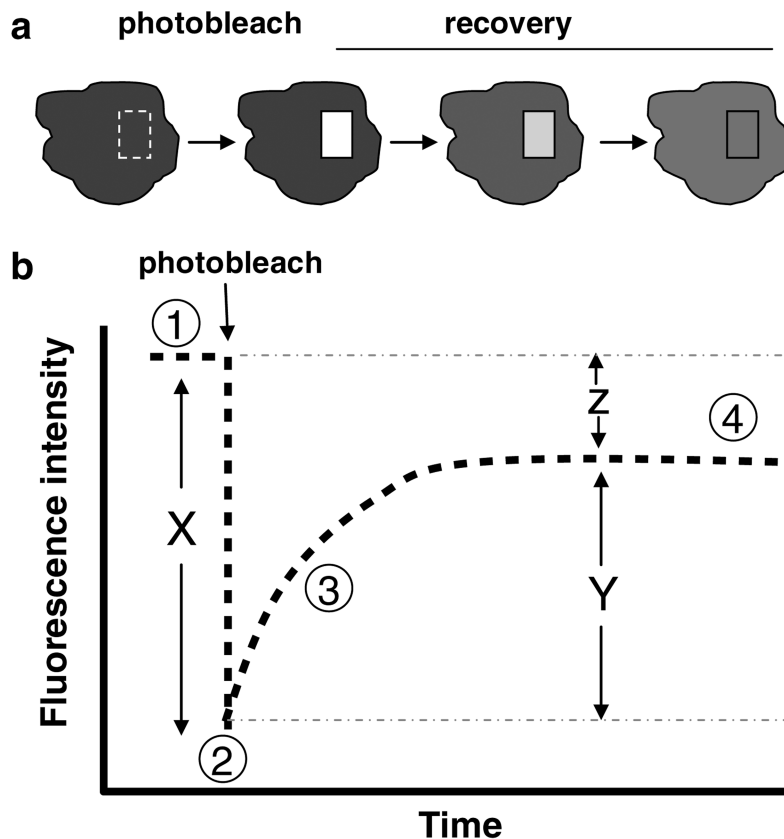 a
photobleach recovery
b
photobleach
1
Fluorescence intensity
X
Z
4
3
Y
2
Time